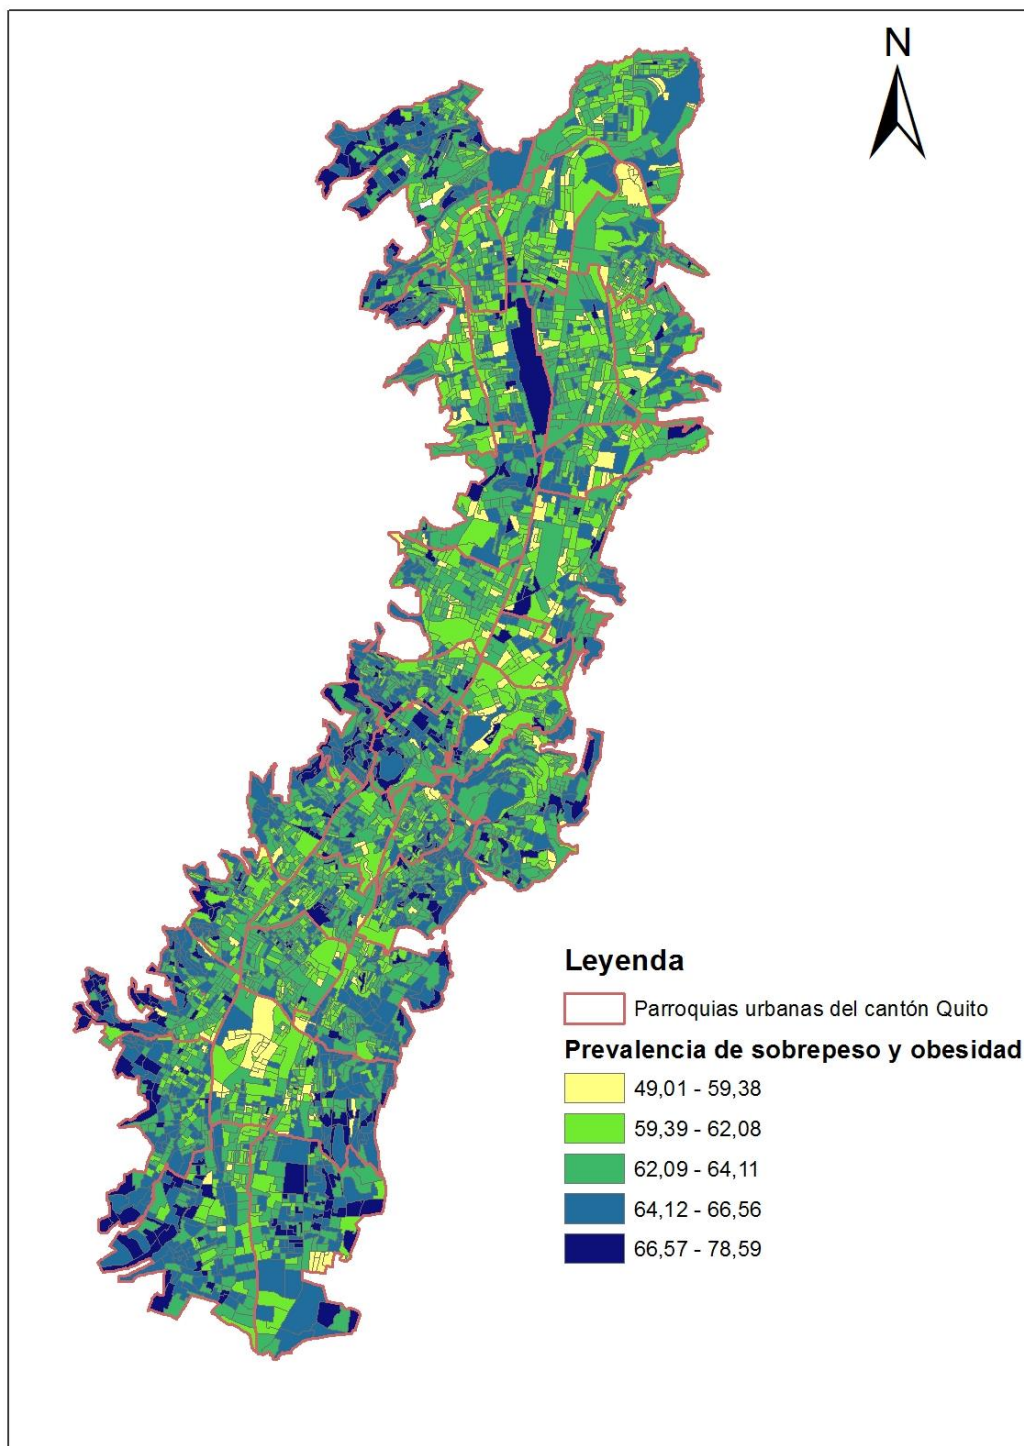 N
Leyenda
Parroquias urbanas del cantón Quito
Prevalencia de sobrepeso y obesidad
49,01 - 59,38
59,39 - 62,08
62,09 - 64,11
64,12 - 66,56
66,57 - 78,59